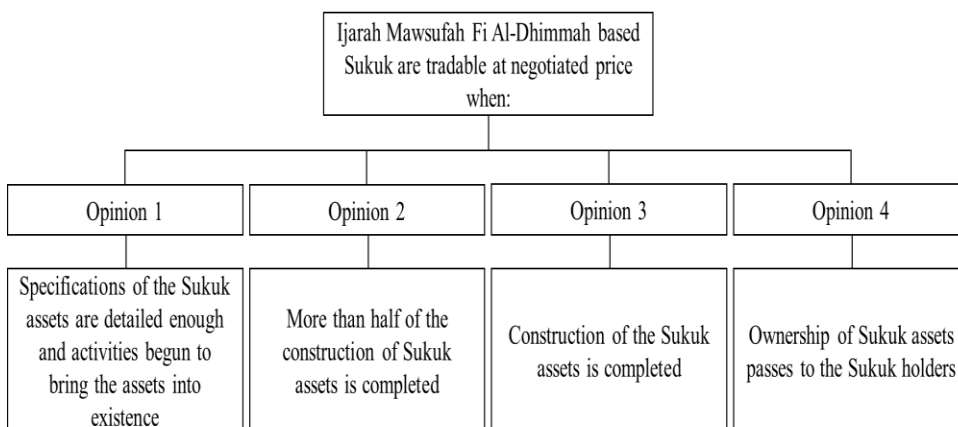 Ijarah Mawsufah Fi Al-Dhimmah based
Sukuk are tradable at negotiated price
when:
Opinion 1
Opinion 2
Opinion 3
Opinion 4
Specifications of the Sukuk
assets are detailed enough
and activities begun to
bring the assets into
existence
More than half of the
construction of Sukuk
assets is completed
Construction of the Sukuk
assets is completed
Ownership of Sukuk assets
passes to the Sukuk holders